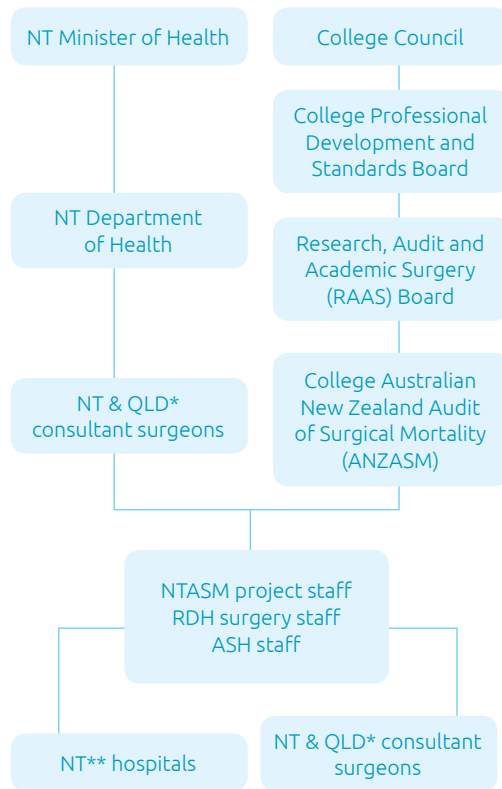 NT Minister of Health
College Council
College Professional
Development and
Standards Board
NT Department
of Health
Research, Audit and
Academic Surgery
(RAAS) Board
NT & QLD*
consultant surgeons
College Australian
New Zealand Audit
of Surgical Mortality
(ANZASM)
NTASM project staff
RDH surgery staff
ASH staff
NT** hospitals
NT & QLD* consultant
surgeons